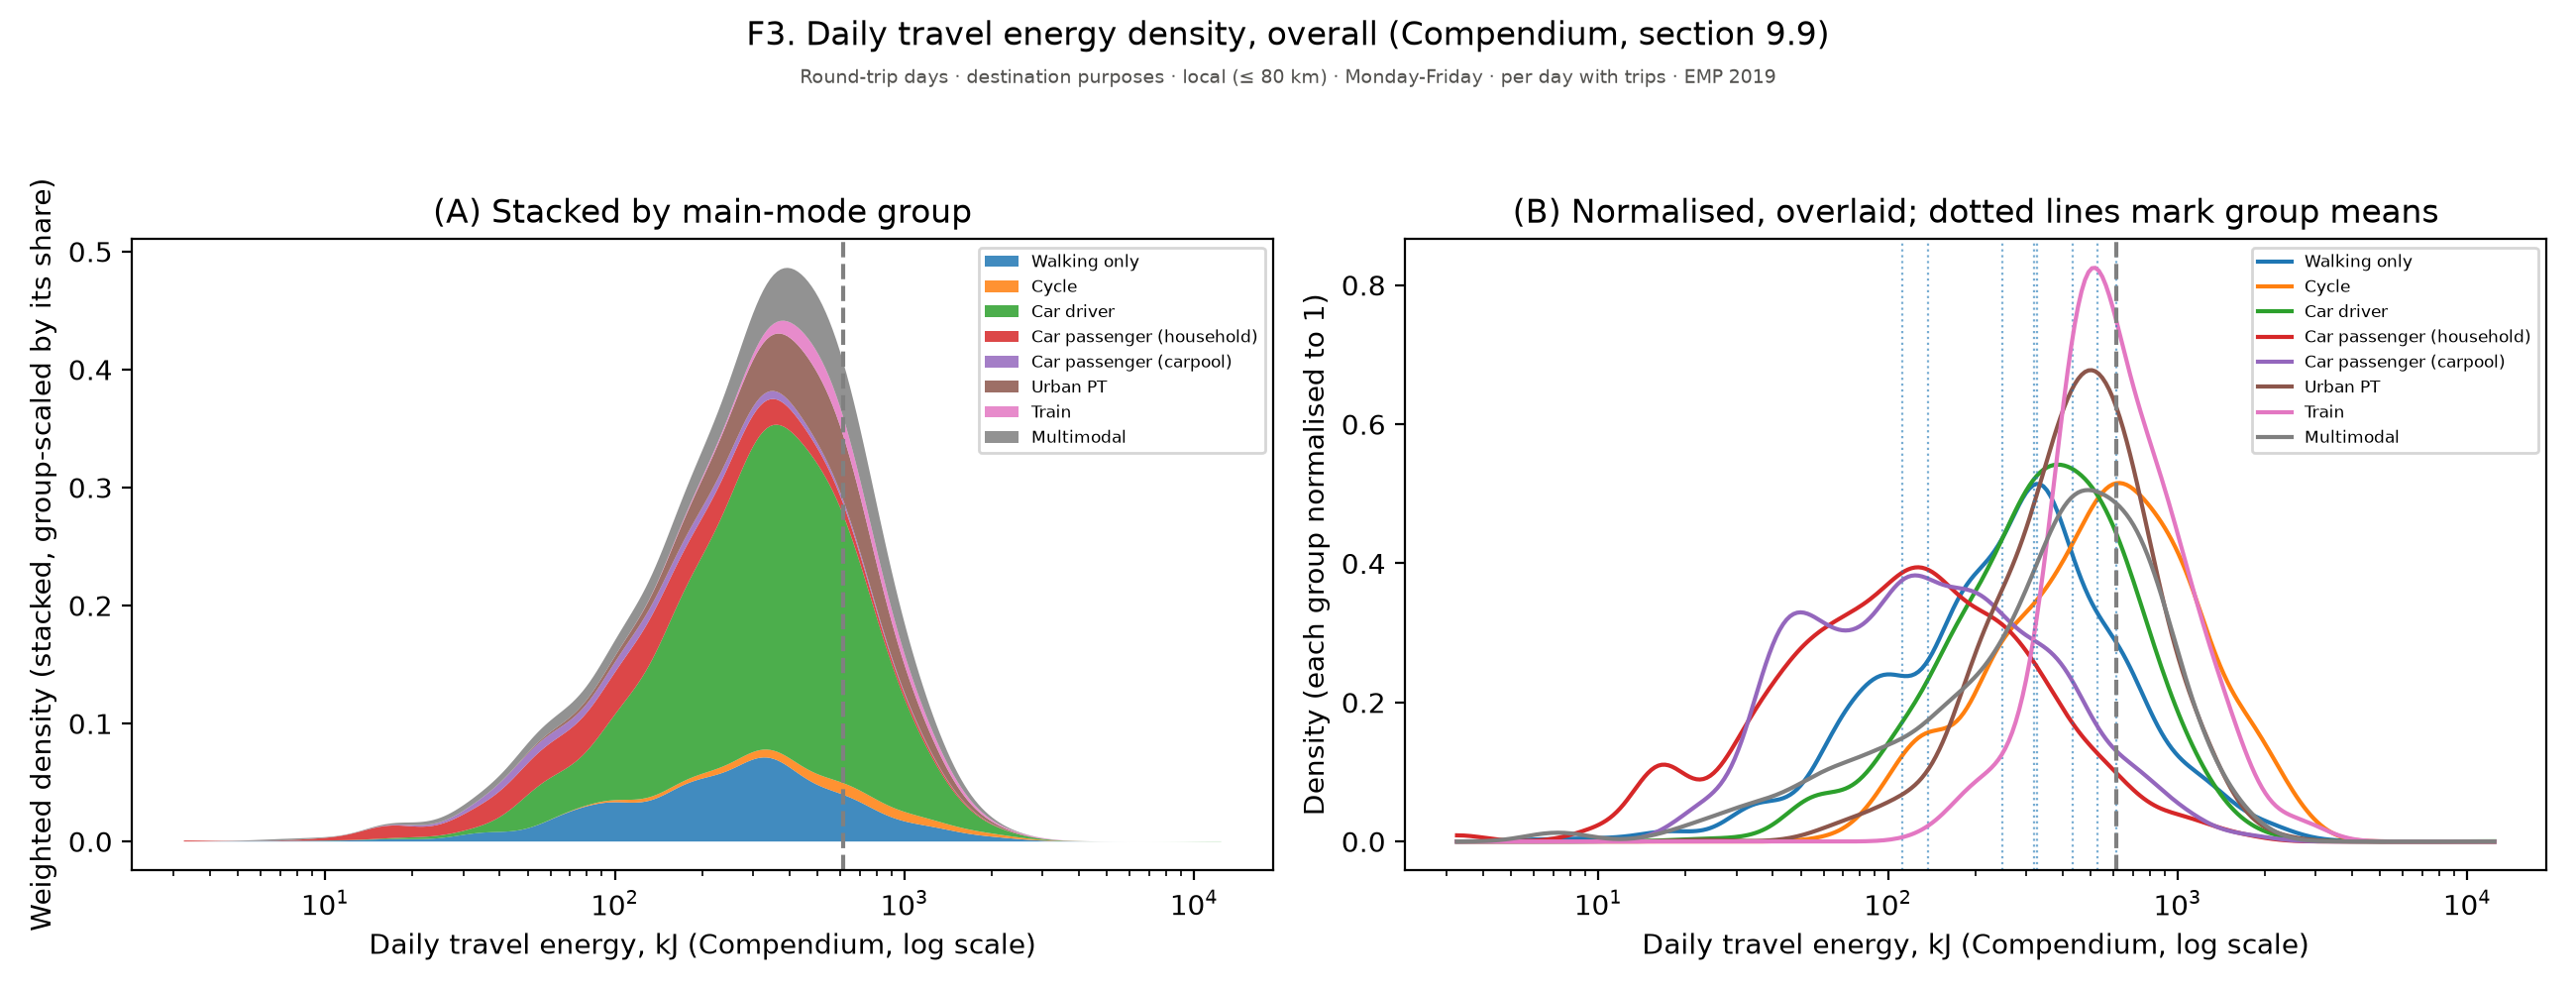 F3. Daily travel energy density, overall (Compendium, section 9.9)
Round-trip days · destination purposes · local (≤ 80 km) · Monday-Friday · per day with trips · EMP 2019
(A) Stacked by main-mode group
Weighted density (stacked, group-scaled by its share)
0.5
0.4
0.3
0.2
0.1
0.0
Walking only
Cycle
Car driver
Car passenger (household)
Car passenger (carpool)
Urban PT
Train
Multimodal
10¹
10²
10³
10⁴
Daily travel energy, kJ (Compendium, log scale)
(B) Normalised, overlaid; dotted lines mark group means
Density (each group normalised to 1)
0.8
0.6
0.4
0.2
0.0
Walking only
Cycle
Car driver
Car passenger (household)
Car passenger (carpool)
Urban PT
Train
Multimodal
10¹
10²
10³
10⁴
Daily travel energy, kJ (Compendium, log scale)